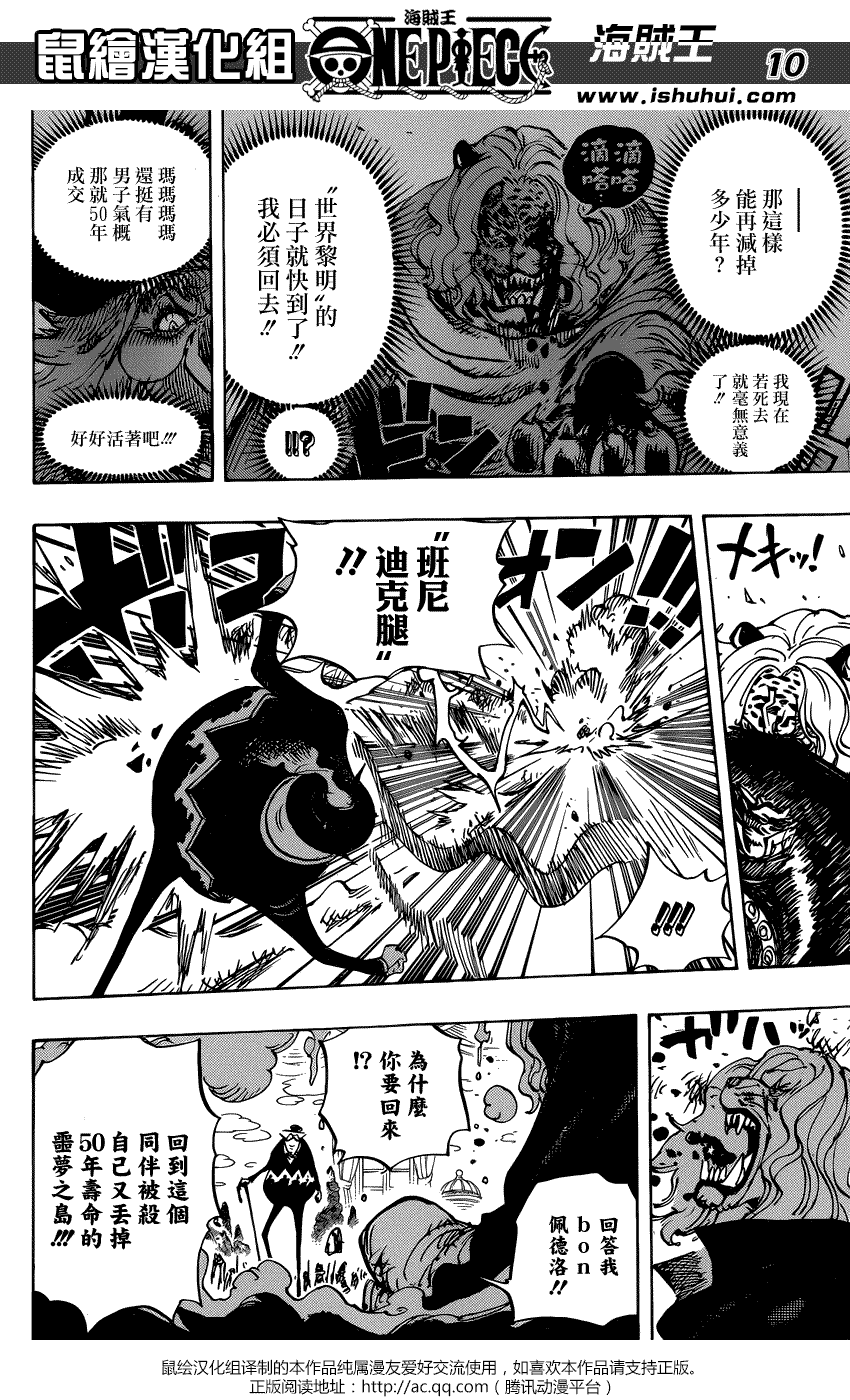 鼠繪漢化組
海賊王
ONE PIECE
海賊王
10
www.ishuhui.com
那這樣
能再減掉
多少年？
滴嗒
滴嗒…
我現在
若死去
就毫無意義
了!!
“世界黎明”的
日子就快到了!!
我必須回去!!
!!?
瑪瑪瑪瑪
還挺有
男子氣概
那就50年
成交
好好活著吧!!!
メキッ!
ドオン!!
“班尼
迪克腿”
!!
!!!
回答我
bon
佩德洛!!
為什麼
你要回來
!?
回到這個
同伴被殺
自己又丟掉
50年壽命的
噩夢之島!!!
鼠绘汉化组译制的本作品纯属漫友爱好交流使用，如喜欢本作品请支持正版。
正版阅读地址：http://ac.qq.com（腾讯动漫平台）